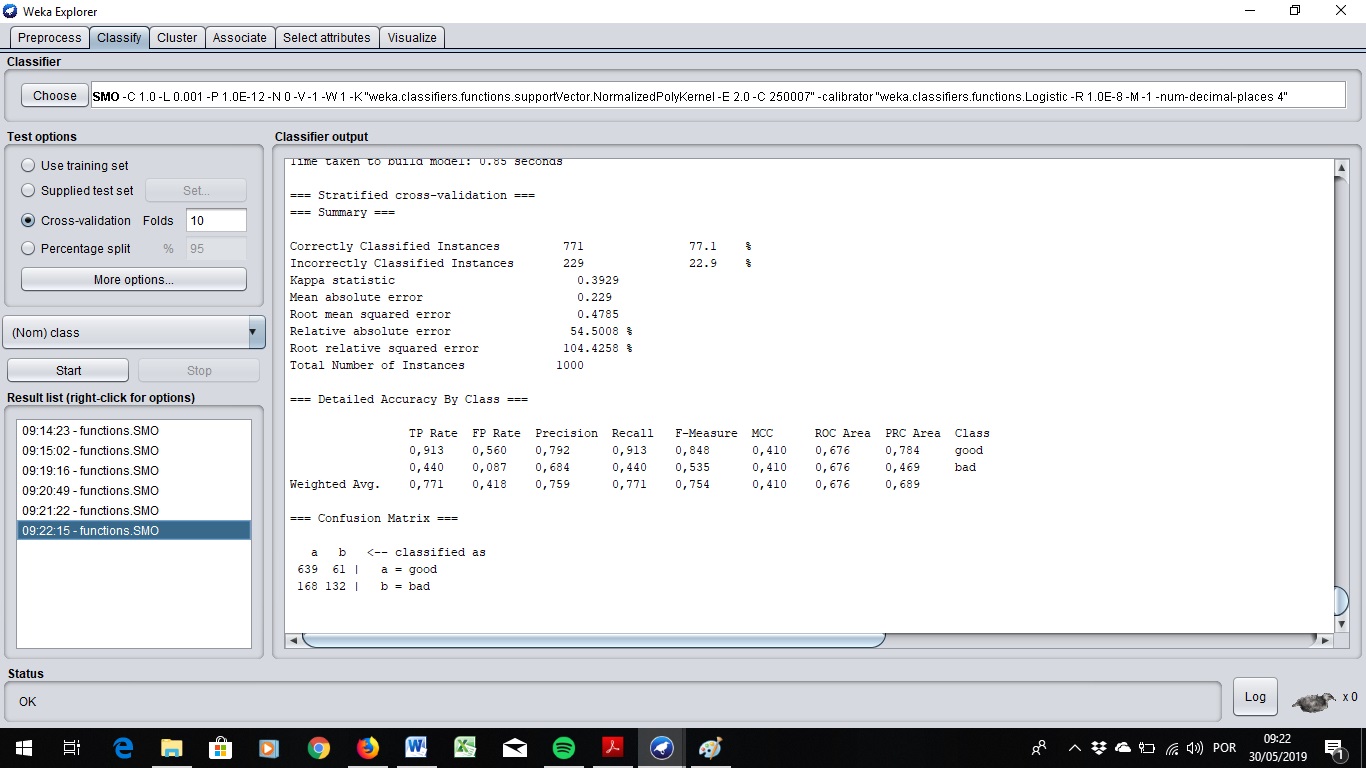 Weka Explorer
Preprocess Classify Cluster Associate Select attributes Visualize
Classifier
Choose SMO -C 1.0 -L 0.001 -P 1.0E-12 -N 0 -V -1 -W 1 -K "weka.classifiers.functions.supportVector.NormalizedPolyKernel -E 2.0 -C 250007" -calibrator "weka.classifiers.functions.Logistic -R 1.0E-8 -M -1 -num-decimal-places 4"
Test options
Use training set
Supplied test set Set...
Cross-validation Folds 10
Percentage split % 95
More options...
(Nom) class
Start Stop
Result list (right-click for options)
09:14:23 - functions.SMO
09:15:02 - functions.SMO
09:19:16 - functions.SMO
09:20:49 - functions.SMO
09:21:22 - functions.SMO
09:22:15 - functions.SMO
Classifier output
Time taken to build model: 0.85 seconds
=== Stratified cross-validation ===
=== Summary ===
Correctly Classified Instances 771 77.1 %
Incorrectly Classified Instances 229 22.9 %
Kappa statistic 0.3929
Mean absolute error 0.229
Root mean squared error 0.4785
Relative absolute error 54.5008 %
Root relative squared error 104.4258 %
Total Number of Instances 1000
=== Detailed Accuracy By Class ===
TP Rate FP Rate Precision Recall F-Measure MCC ROC Area PRC Area Class
0,913 0,560 0,792 0,913 0,848 0,410 0,676 0,784 good
0,440 0,087 0,684 0,440 0,535 0,410 0,676 0,469 bad
Weighted Avg. 0,771 0,418 0,759 0,771 0,754 0,410 0,676 0,689
=== Confusion Matrix ===
a b <-- classified as
639 61 | a = good
168 132 | b = bad
Status
OK
Log
x 0
POR
09:22
30/05/2019
1